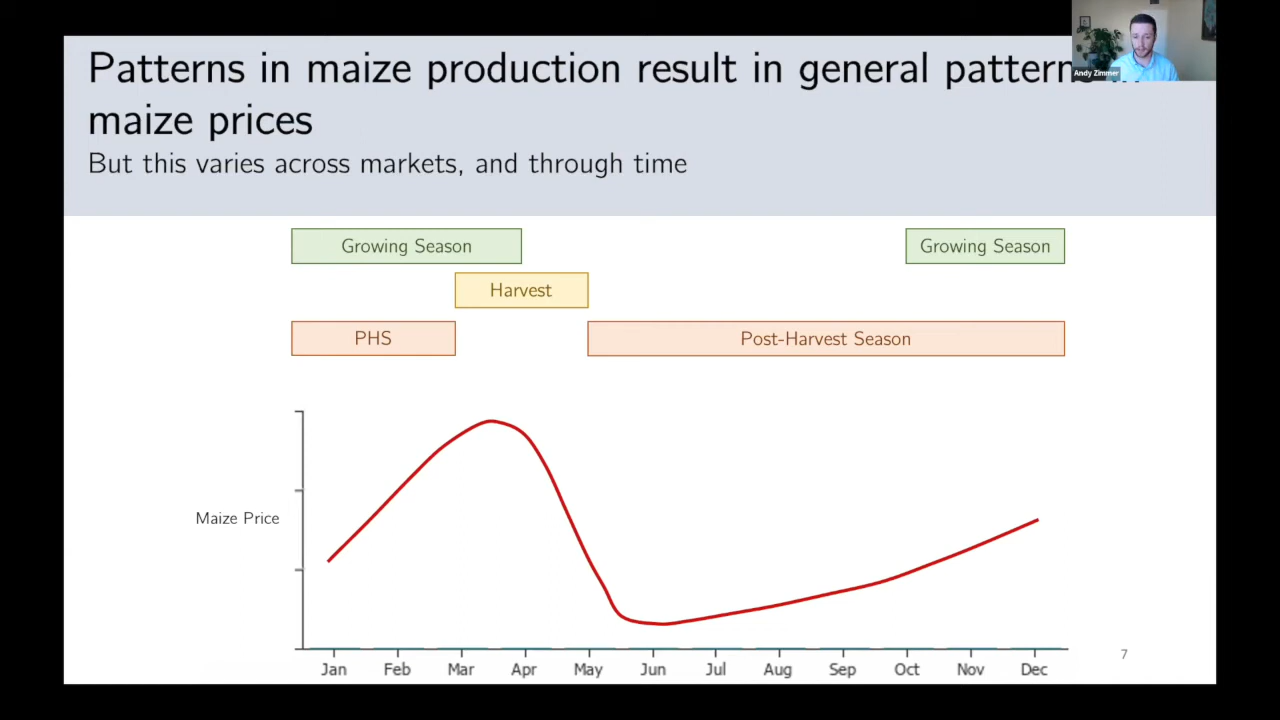 Patterns in maize production result in general patterns in
maize prices
But this varies across markets, and through time
Andy Zimmer
Growing Season
Growing Season
Harvest
PHS
Post-Harvest Season
Maize Price
Jan Feb Mar Apr May Jun Jul Aug Sep Oct Nov Dec
7